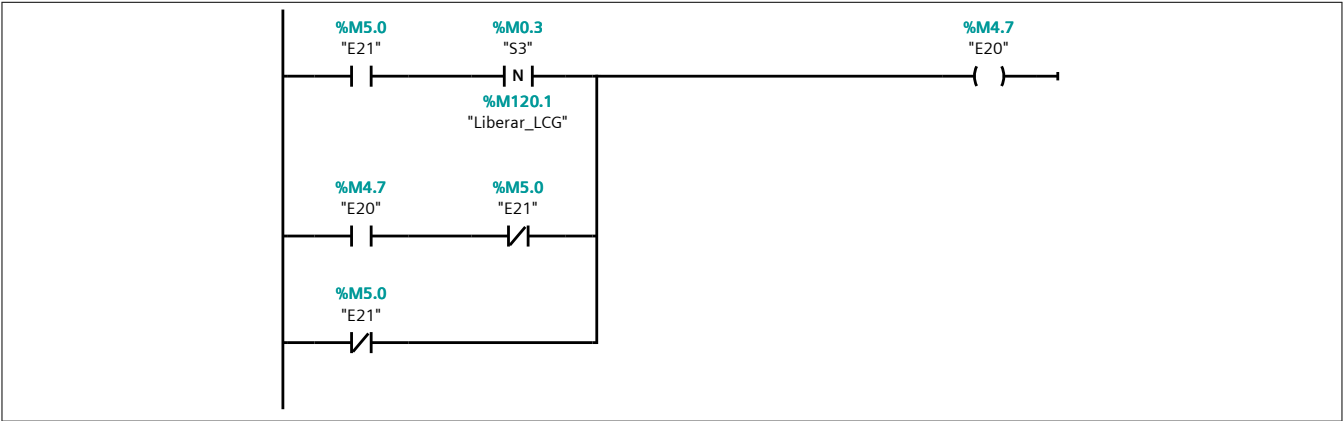 %M5.0
"E21"
%M0.3
"S3"
N
%M120.1
"Liberar_LCG"
%M4.7
"E20"
%M4.7
"E20"
%M5.0
"E21"
%M5.0
"E21"